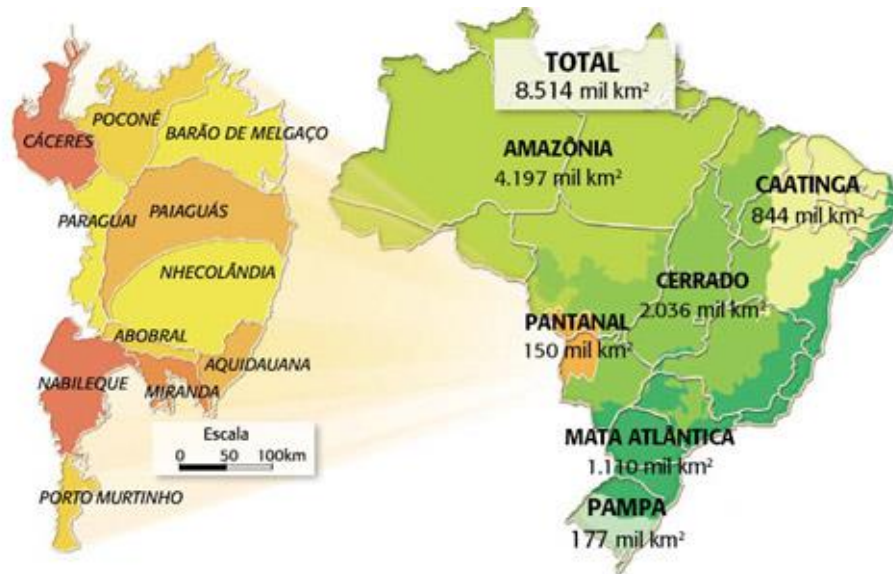 CÁCERES
POCONÉ
BARÃO DE MELGAÇO
PARAGUAI
PAIAGUÁS
NHECOLÂNDIA
ABOBRAL
AQUIDAUANA
NABILEQUE
MIRANDA
PORTO MURTINHO
Escala
0 50 100km
TOTAL
8.514 mil km²
AMAZÔNIA
4.197 mil km²
CAATINGA
844 mil km²
CERRADO
2.036 mil km²
PANTANAL
150 mil km²
MATA ATLÂNTICA
1.110 mil km²
PAMPA
177 mil km²